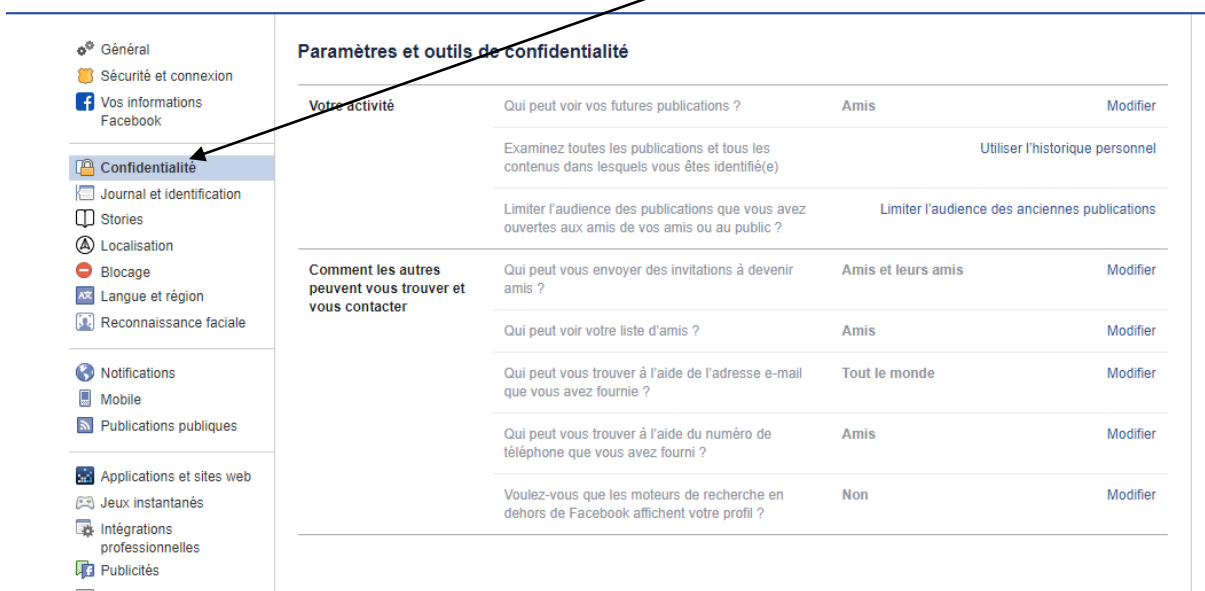 Général
Sécurité et connexion
Vos informations
Facebook
Confidentialité
Journal et identification
Stories
Localisation
Blocage
Langue et région
Reconnaissance faciale
Notifications
Mobile
Publications publiques
Applications et sites web
Jeux instantanés
Intégrations
professionnelles
Publicités
Paramètres et outils de confidentialité
Votre activité
Qui peut voir vos futures publications ?
Amis
Modifier
Examinez toutes les publications et tous les
contenus dans lesquels vous êtes identifié(e)
Utiliser l’historique personnel
Limiter l’audience des publications que vous avez
ouvertes aux amis de vos amis ou au public ?
Limiter l’audience des anciennes publications
Comment les autres
peuvent vous trouver et
vous contacter
Qui peut vous envoyer des invitations à devenir
amis ?
Amis et leurs amis
Modifier
Qui peut voir votre liste d’amis ?
Amis
Modifier
Qui peut vous trouver à l’aide de l’adresse e-mail
que vous avez fournie ?
Tout le monde
Modifier
Qui peut vous trouver à l’aide du numéro de
téléphone que vous avez fourni ?
Amis
Modifier
Voulez-vous que les moteurs de recherche en
dehors de Facebook affichent votre profil ?
Non
Modifier